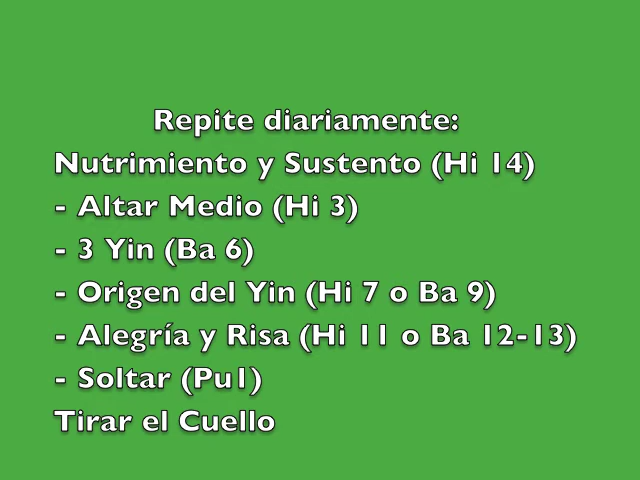 Repite diariamente:
Nutrimiento y Sustento (Hi 14)
- Altar Medio (Hi 3)
- 3 Yin (Ba 6)
- Origen del Yin (Hi 7 o Ba 9)
- Alegría y Risa (Hi 11 o Ba 12-13)
- Soltar (Pu1)
Tirar el Cuello